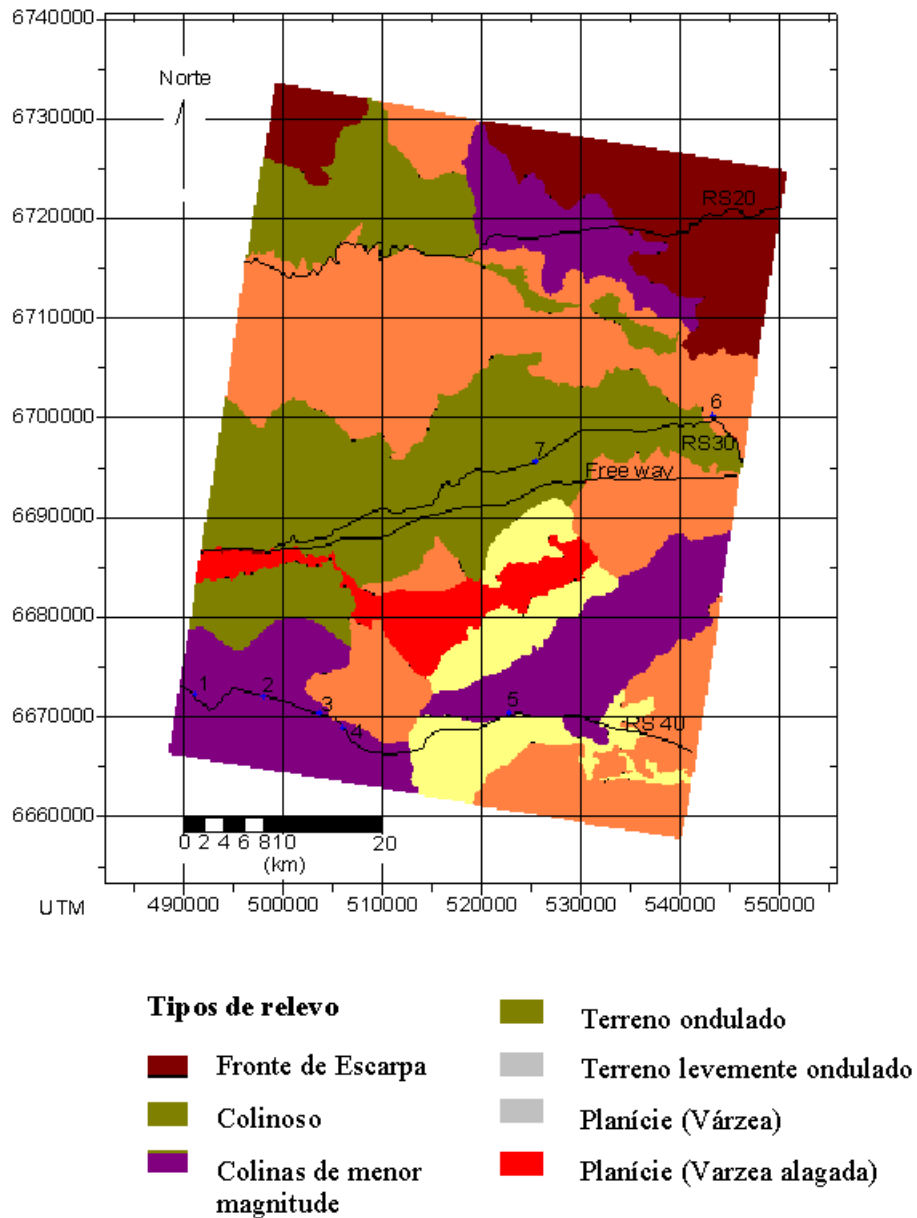 6740000
Norte
6730000
RS20
6720000
6710000
6700000
6
7
RS30
Free way
6690000
6680000
1
2
3
4
5
6670000
RS 40
6660000
0 2 4 6 8 10 20
(km)
UTM
490000 500000 510000 520000 530000 540000 550000
Tipos de relevo
Fronte de Escarpa
Colinoso
Colinas de menor
magnitude
Terreno ondulado
Terreno levemente ondulado
Planície (Várzea)
Planície (Varzea alagada)